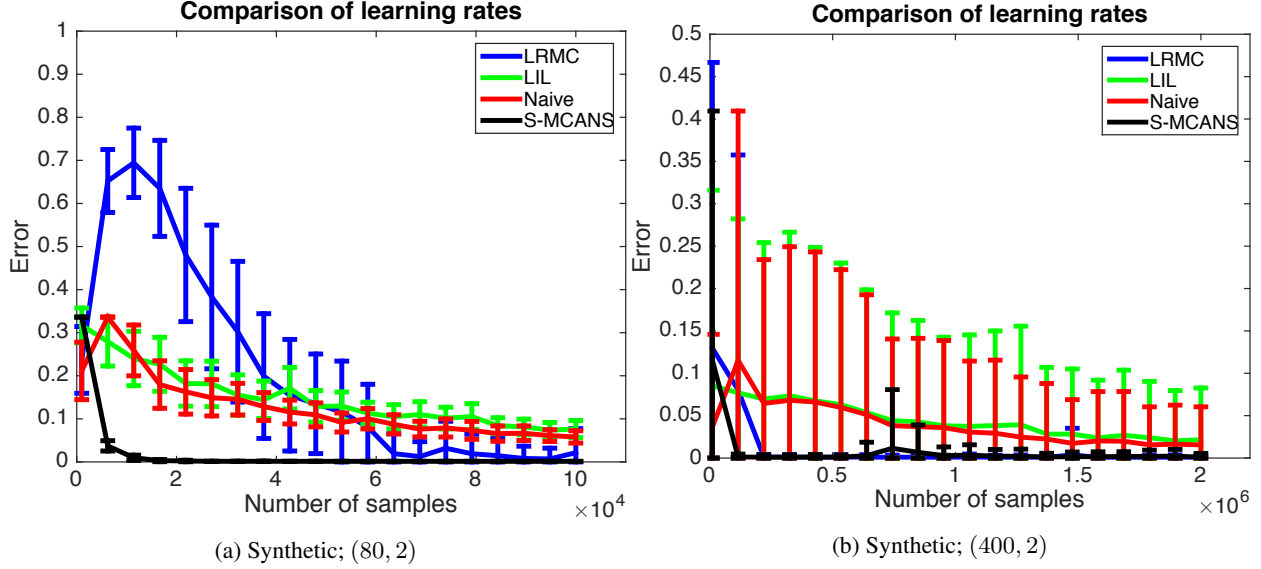 Comparison of learning rates
1
0.9
0.8
0.7
0.6
0.5
0.4
0.3
0.2
0.1
0
Error
LRMC
LIL
Naive
S-MCANS
0 2 4 6 8 10
Number of samples
×10^4
(a) Synthetic; (80, 2)
Comparison of learning rates
0.5
0.45
0.4
0.35
0.3
0.25
0.2
0.15
0.1
0.05
0
Error
LRMC
LIL
Naive
S-MCANS
0 0.5 1 1.5 2
Number of samples
×10^6
(b) Synthetic; (400, 2)